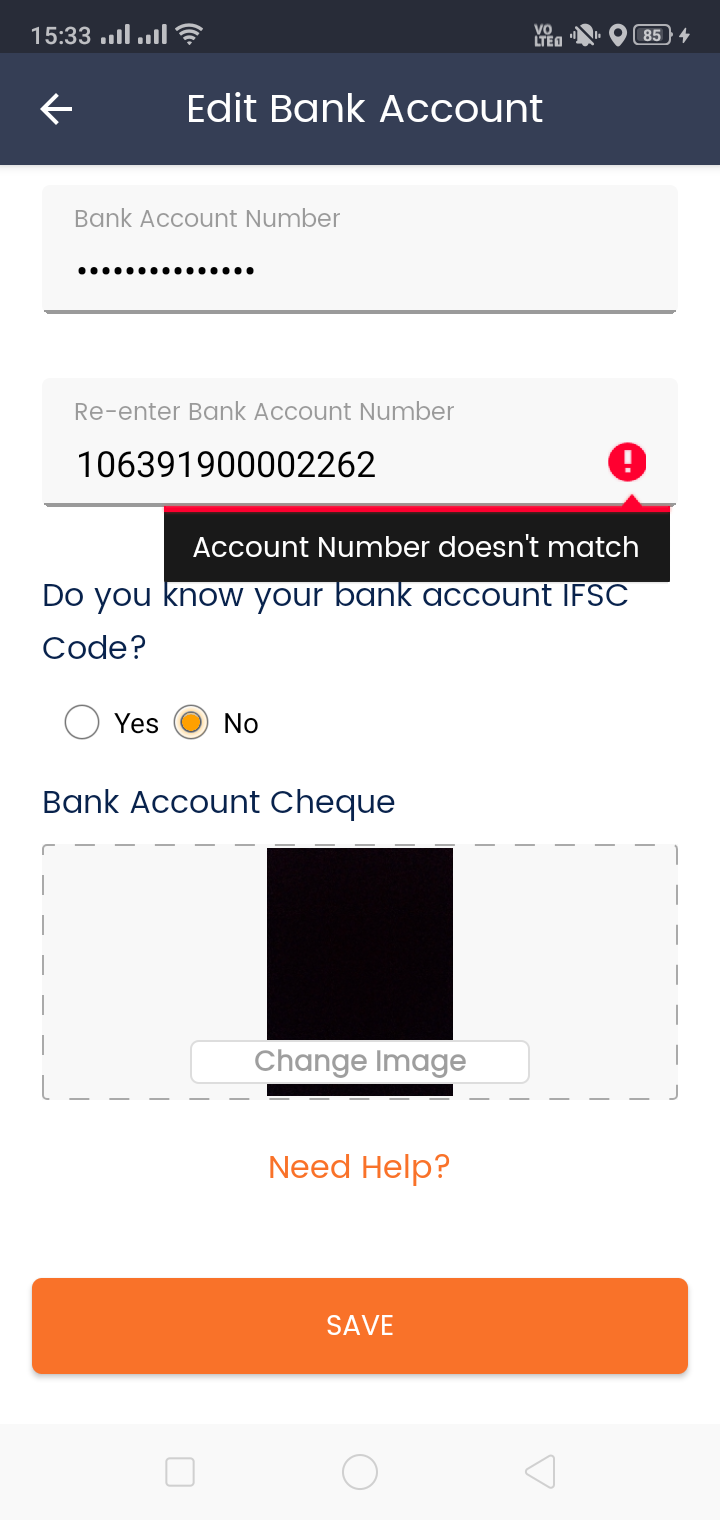 15:33
VO LTE 85
Edit Bank Account
Bank Account Number
•••••••••••••••
Re-enter Bank Account Number
106391900002262
Account Number doesn't match
Do you know your bank account IFSC
Code?
Yes No
Bank Account Cheque
Change Image
Need Help?
SAVE